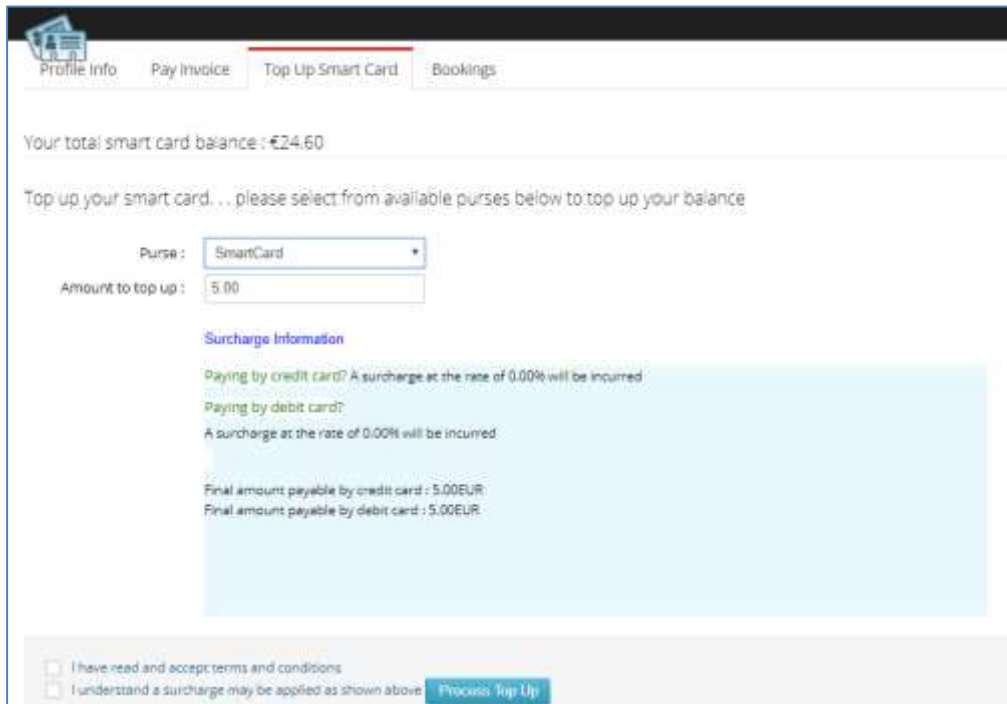 Profile Info Pay Invoice Top Up Smart Card Bookings
Your total smart card balance : €24.60
Top up your smart card. . . please select from available purses below to top up your balance
Purse : SmartCard
Amount to top up : 5.00
Surcharge Information
Paying by credit card? A surcharge at the rate of 0.00% will be incurred
Paying by debit card?
A surcharge at the rate of 0.00% will be incurred
Final amount payable by credit card : 5.00EUR
Final amount payable by debit card : 5.00EUR
I have read and accept terms and conditions
I understand a surcharge may be applied as shown above Process Top Up